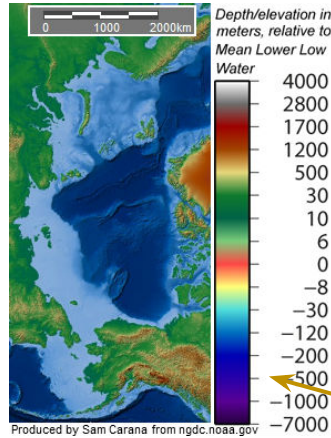 0 1000 2000km
Depth/elevation in
meters, relative to
Mean Lower Low
Water
4000
2800
1700
1200
500
30
10
6
0
−8
−30
−120
−200
−500
−1000
−7000
Produced by Sam Carana from ngdc.noaa.gov